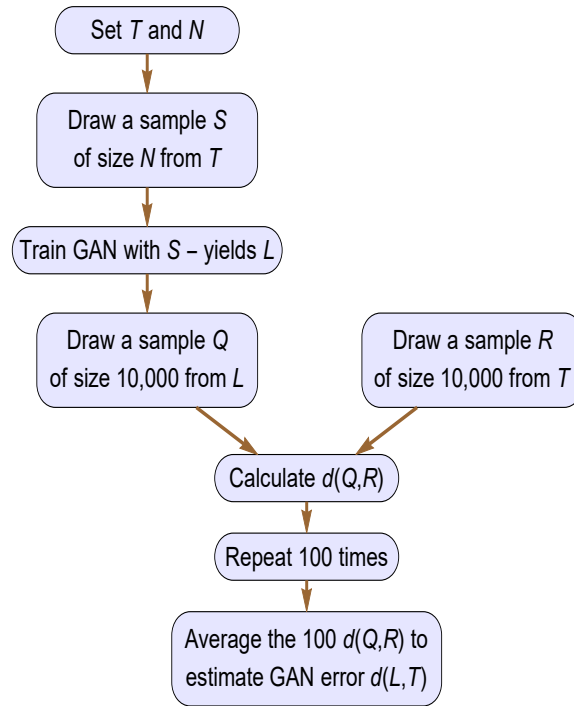 Set T and N
Draw a sample S
of size N from T
Train GAN with S – yields L
Draw a sample Q
of size 10,000 from L
Draw a sample R
of size 10,000 from T
Calculate d(Q,R)
Repeat 100 times
Average the 100 d(Q,R) to
estimate GAN error d(L,T)